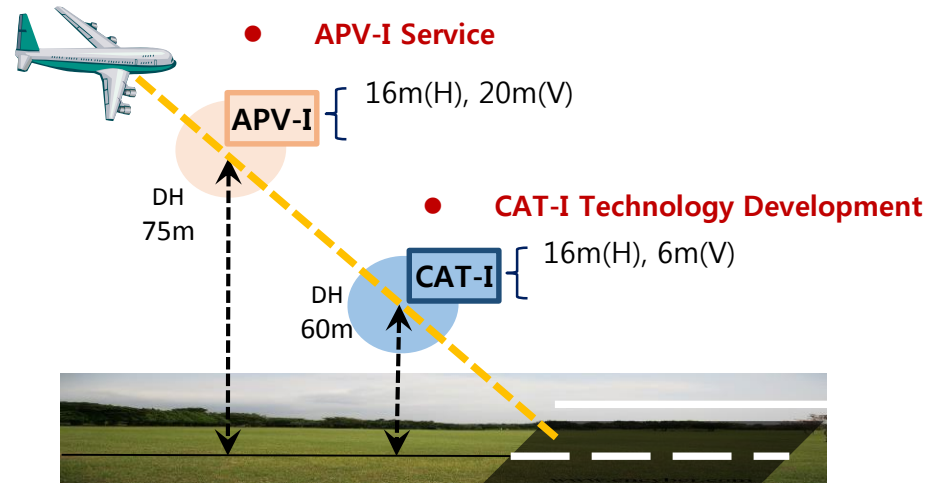 • APV-I Service
APV-I
16m(H), 20m(V)
DH
75m
• CAT-I Technology Development
CAT-I
16m(H), 6m(V)
DH
60m